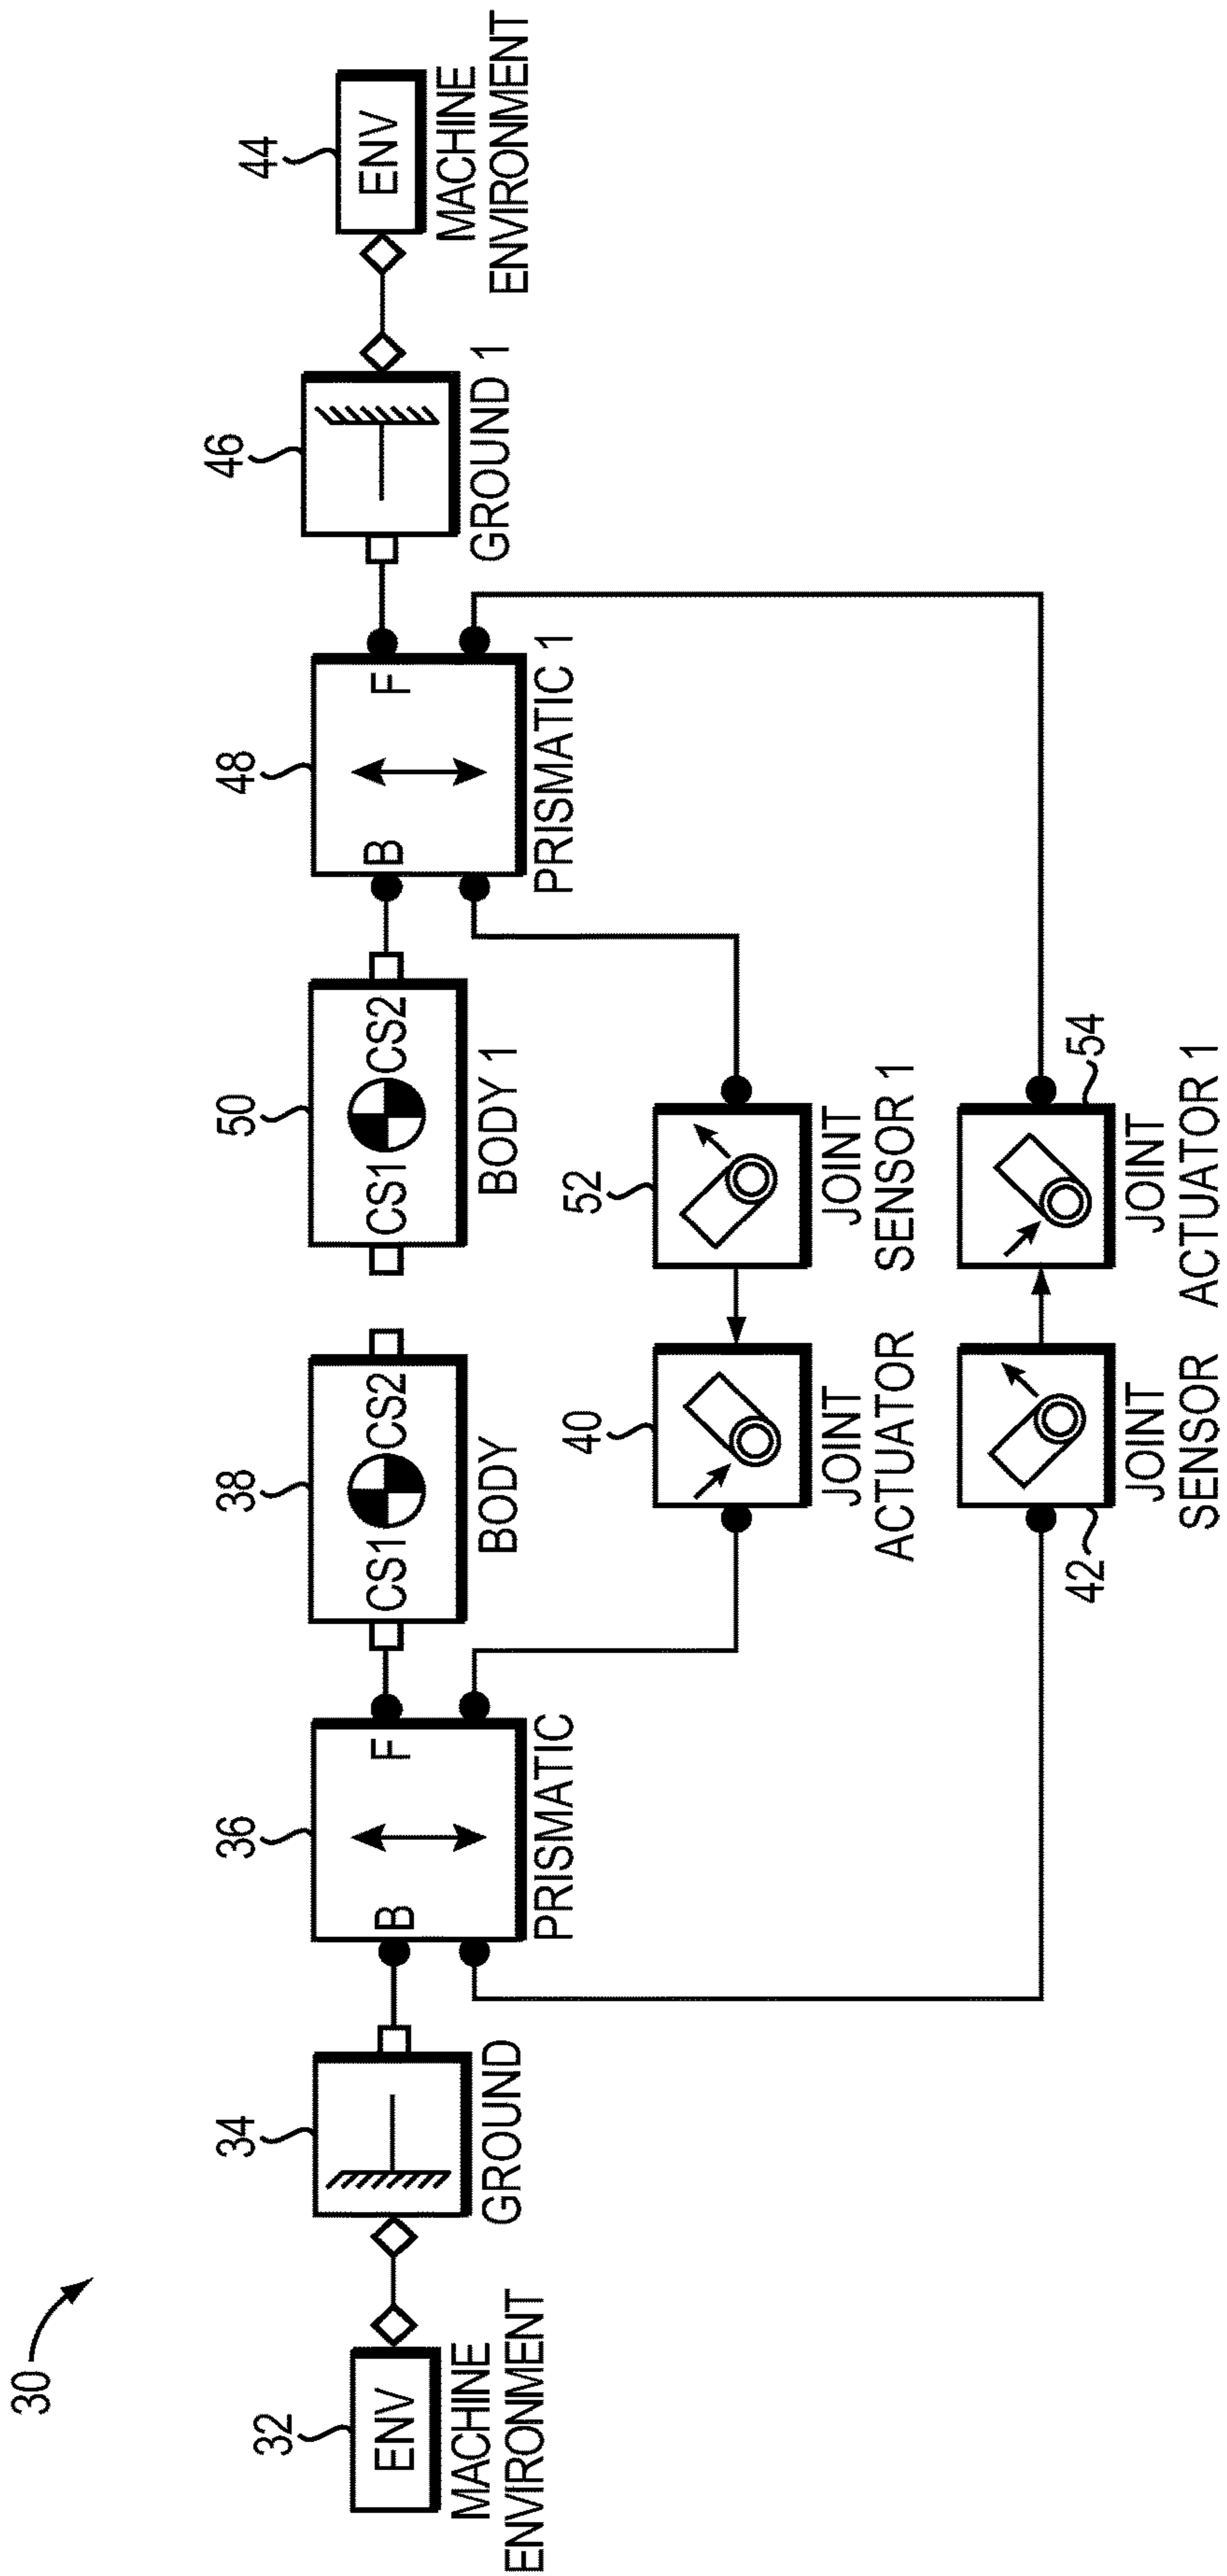 30
32
ENV
MACHINE
ENVIRONMENT
34
GROUND
36
B
F
PRISMATIC
38
CS1
CS2
BODY
50
CS1
CS2
BODY 1
48
B
F
PRISMATIC 1
46
GROUND 1
44
ENV
MACHINE
ENVIRONMENT
40
JOINT
ACTUATOR
52
JOINT
SENSOR 1
42
JOINT
SENSOR
54
JOINT
ACTUATOR 1